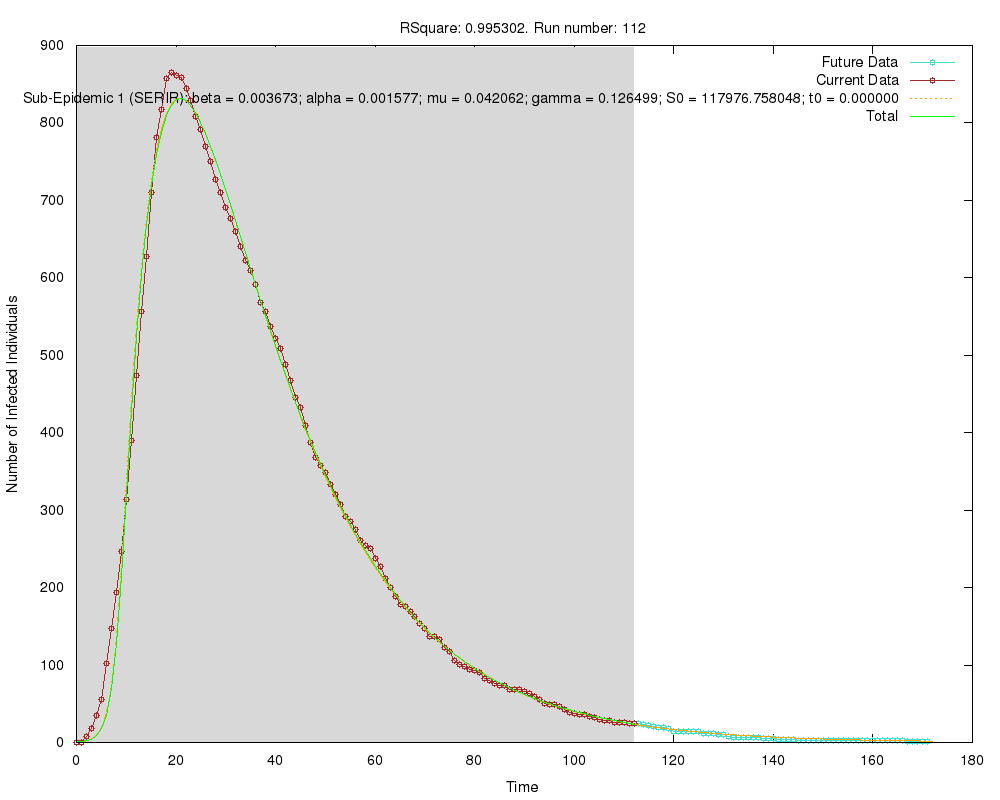 RSquare: 0.995302. Run number: 112
Future Data
Current Data
Sub-Epidemic 1 (SERIR): beta = 0.003673; alpha = 0.001577; mu = 0.042062; gamma = 0.126499; S0 = 117976.758048; t0 = 0.000000
Total
900
800
700
600
500
400
300
200
100
0
Number of Infected Individuals
0 20 40 60 80 100 120 140 160 180
Time